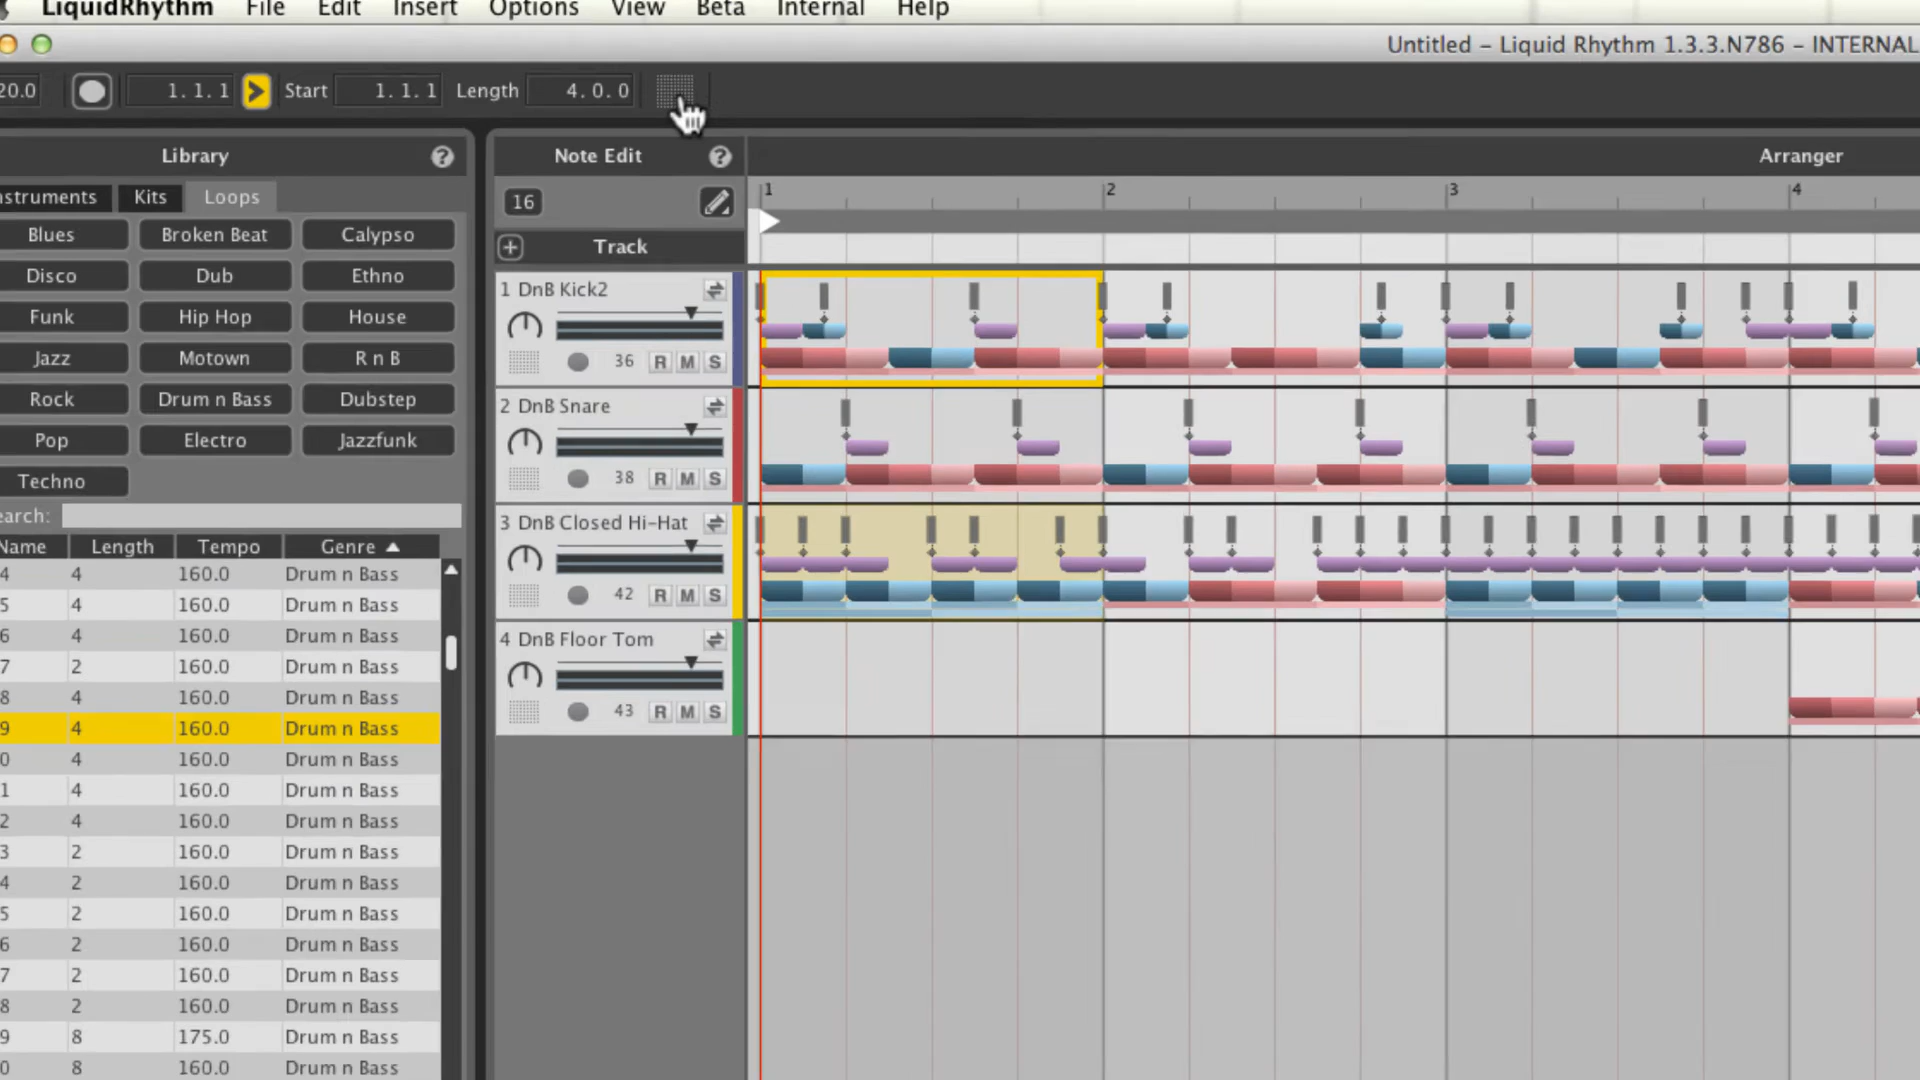 LiquidRhythm File Edit Insert Options View Beta Internal Help
Untitled - Liquid Rhythm 1.3.3.N786 - INTERNAL
20.0 1. 1. 1 Start 1. 1. 1 Length 4. 0. 0
Library ? Note Edit ? Arranger
nstruments Kits Loops
16 1 2 3 4
Blues Broken Beat Calypso
Track
Disco Dub Ethno
Funk Hip Hop House
Jazz Motown R n B
Rock Drum n Bass Dubstep
Pop Electro Jazzfunk
Techno
earch:
Name Length Tempo Genre
4 4 160.0 Drum n Bass
5 4 160.0 Drum n Bass
6 4 160.0 Drum n Bass
7 2 160.0 Drum n Bass
8 4 160.0 Drum n Bass
9 4 160.0 Drum n Bass
0 4 160.0 Drum n Bass
1 4 160.0 Drum n Bass
2 4 160.0 Drum n Bass
3 2 160.0 Drum n Bass
4 2 160.0 Drum n Bass
5 2 160.0 Drum n Bass
6 2 160.0 Drum n Bass
7 2 160.0 Drum n Bass
8 2 160.0 Drum n Bass
9 8 175.0 Drum n Bass
0 8 160.0 Drum n Bass
1 DnB Kick2
36 R M S
2 DnB Snare
38 R M S
3 DnB Closed Hi-Hat
42 R M S
4 DnB Floor Tom
43 R M S